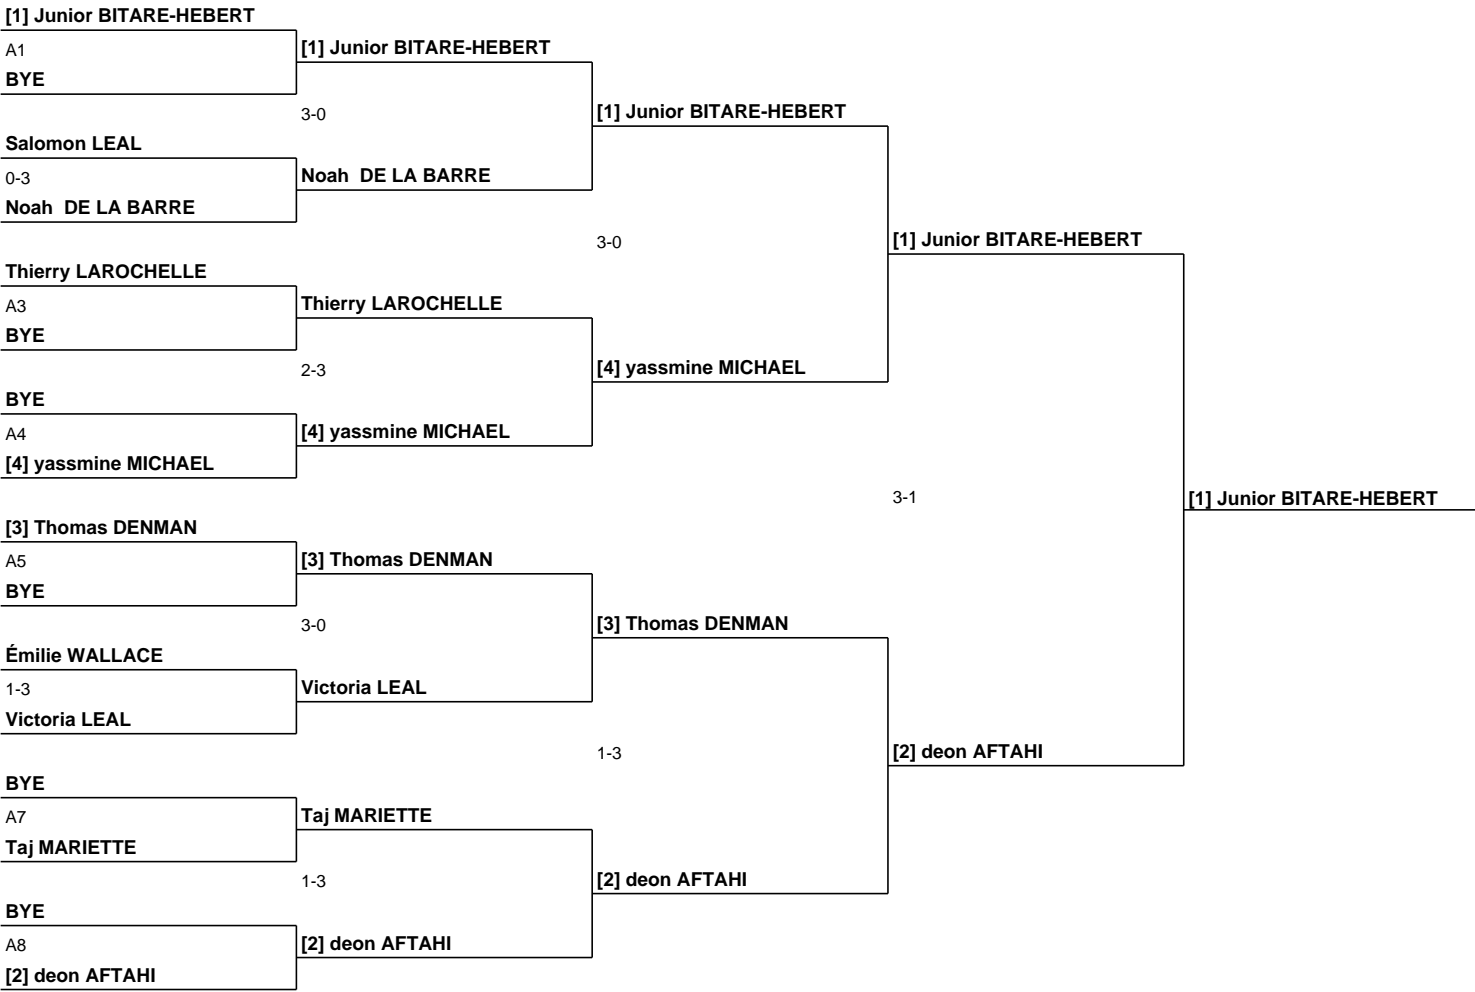 [1] Junior BITARE-HEBERT
A1
BYE
[1] Junior BITARE-HEBERT
3-0
[1] Junior BITARE-HEBERT
Salomon LEAL
0-3
Noah  DE LA BARRE
Noah  DE LA BARRE
3-0
[1] Junior BITARE-HEBERT
Thierry LAROCHELLE
A3
BYE
Thierry LAROCHELLE
2-3
[4] yassmine MICHAEL
BYE
A4
[4] yassmine MICHAEL
[4] yassmine MICHAEL
3-1
[1] Junior BITARE-HEBERT
[3] Thomas DENMAN
A5
BYE
[3] Thomas DENMAN
3-0
[3] Thomas DENMAN
Émilie WALLACE
1-3
Victoria LEAL
Victoria LEAL
1-3
[2] deon AFTAHI
BYE
A7
Taj MARIETTE
Taj MARIETTE
1-3
[2] deon AFTAHI
BYE
A8
[2] deon AFTAHI
[2] deon AFTAHI